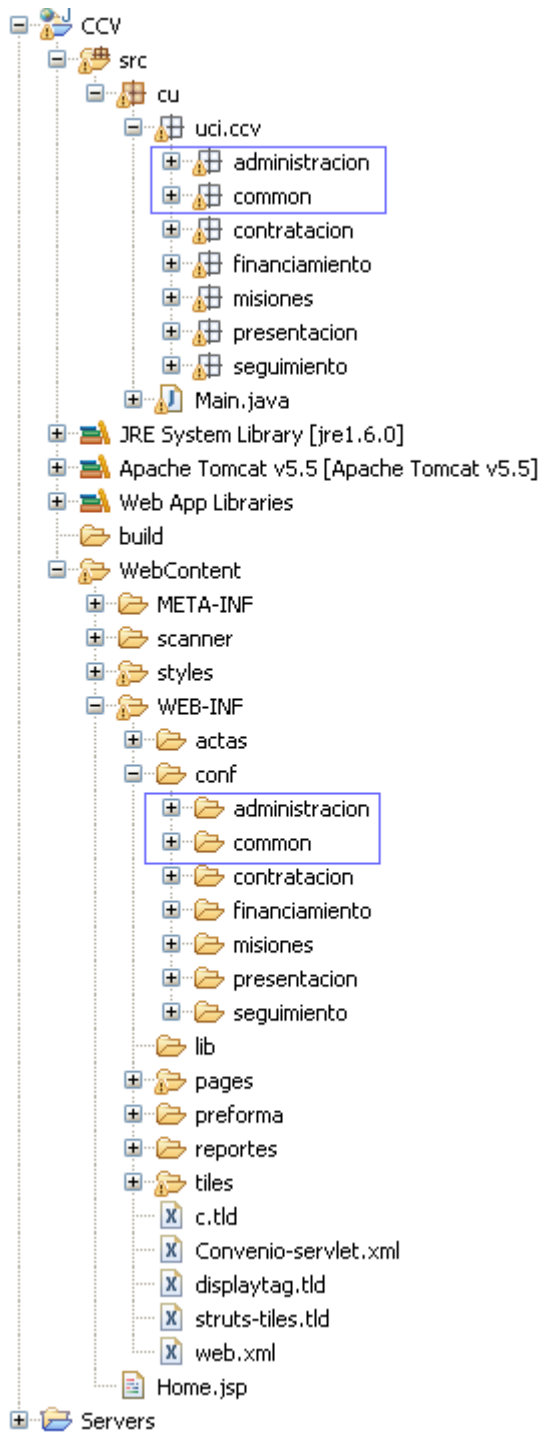 CCV
src
cu
uci.ccv
administracion
common
contratacion
financiamiento
misiones
presentacion
seguimiento
Main.java
JRE System Library [jre1.6.0]
Apache Tomcat v5.5 [Apache Tomcat v5.5]
Web App Libraries
build
WebContent
META-INF
scanner
styles
WEB-INF
actas
conf
administracion
common
contratacion
financiamiento
misiones
presentacion
seguimiento
lib
pages
preforma
reportes
tiles
c.tld
Convenio-servlet.xml
displaytag.tld
struts-tiles.tld
web.xml
Home.jsp
Servers